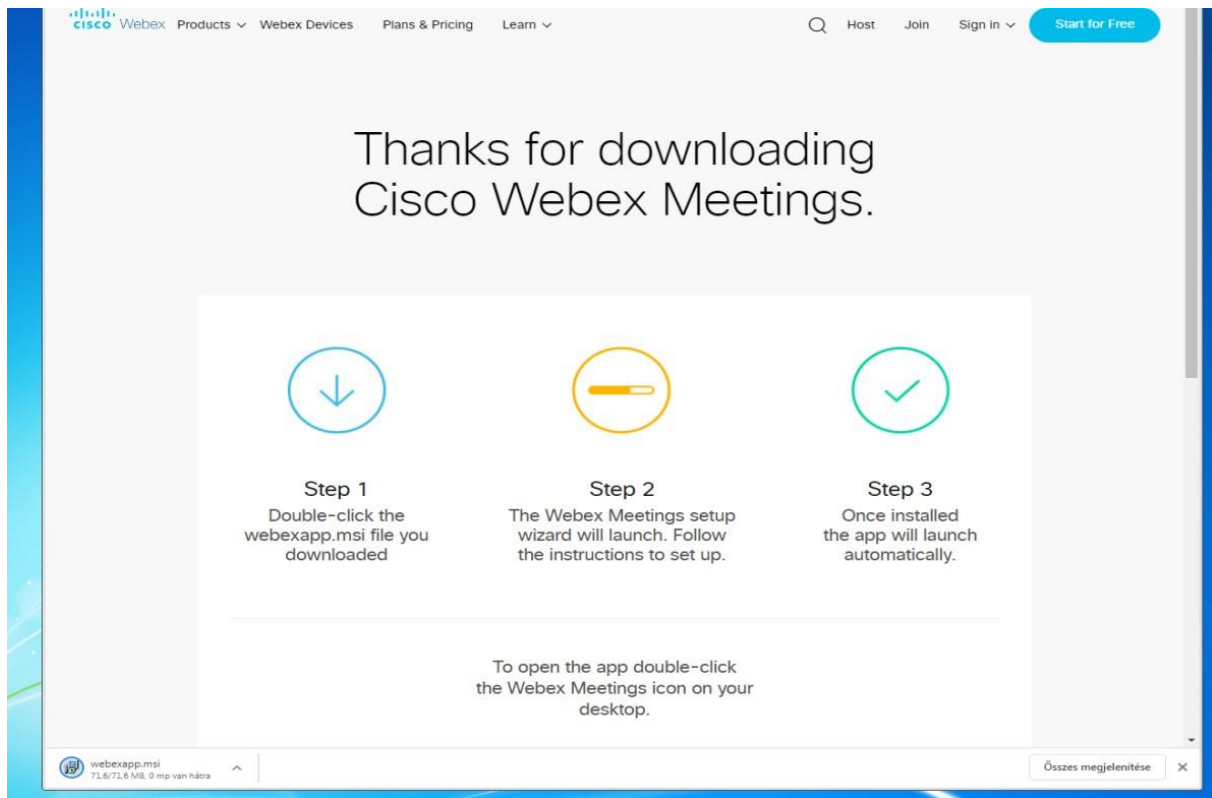 CISCO Webex Products Webex Devices Plans & Pricing Learn Host Join Sign in Start for Free
Thanks for downloading
Cisco Webex Meetings.
Step 1
Double-click the
webexapp.msi file you
downloaded
Step 2
The Webex Meetings setup
wizard will launch. Follow
the instructions to set up.
Step 3
Once installed
the app will launch
automatically.
To open the app double-click
the Webex Meetings icon on your
desktop.
webexapp.msi
71,6/71,6 MB, 0 mp van hátra
Összes megjelenítése